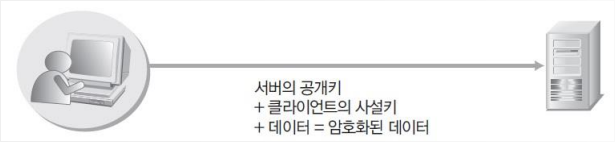 서버의 공개키
+ 클라이언트의 사설키
+ 데이터 = 암호화된 데이터